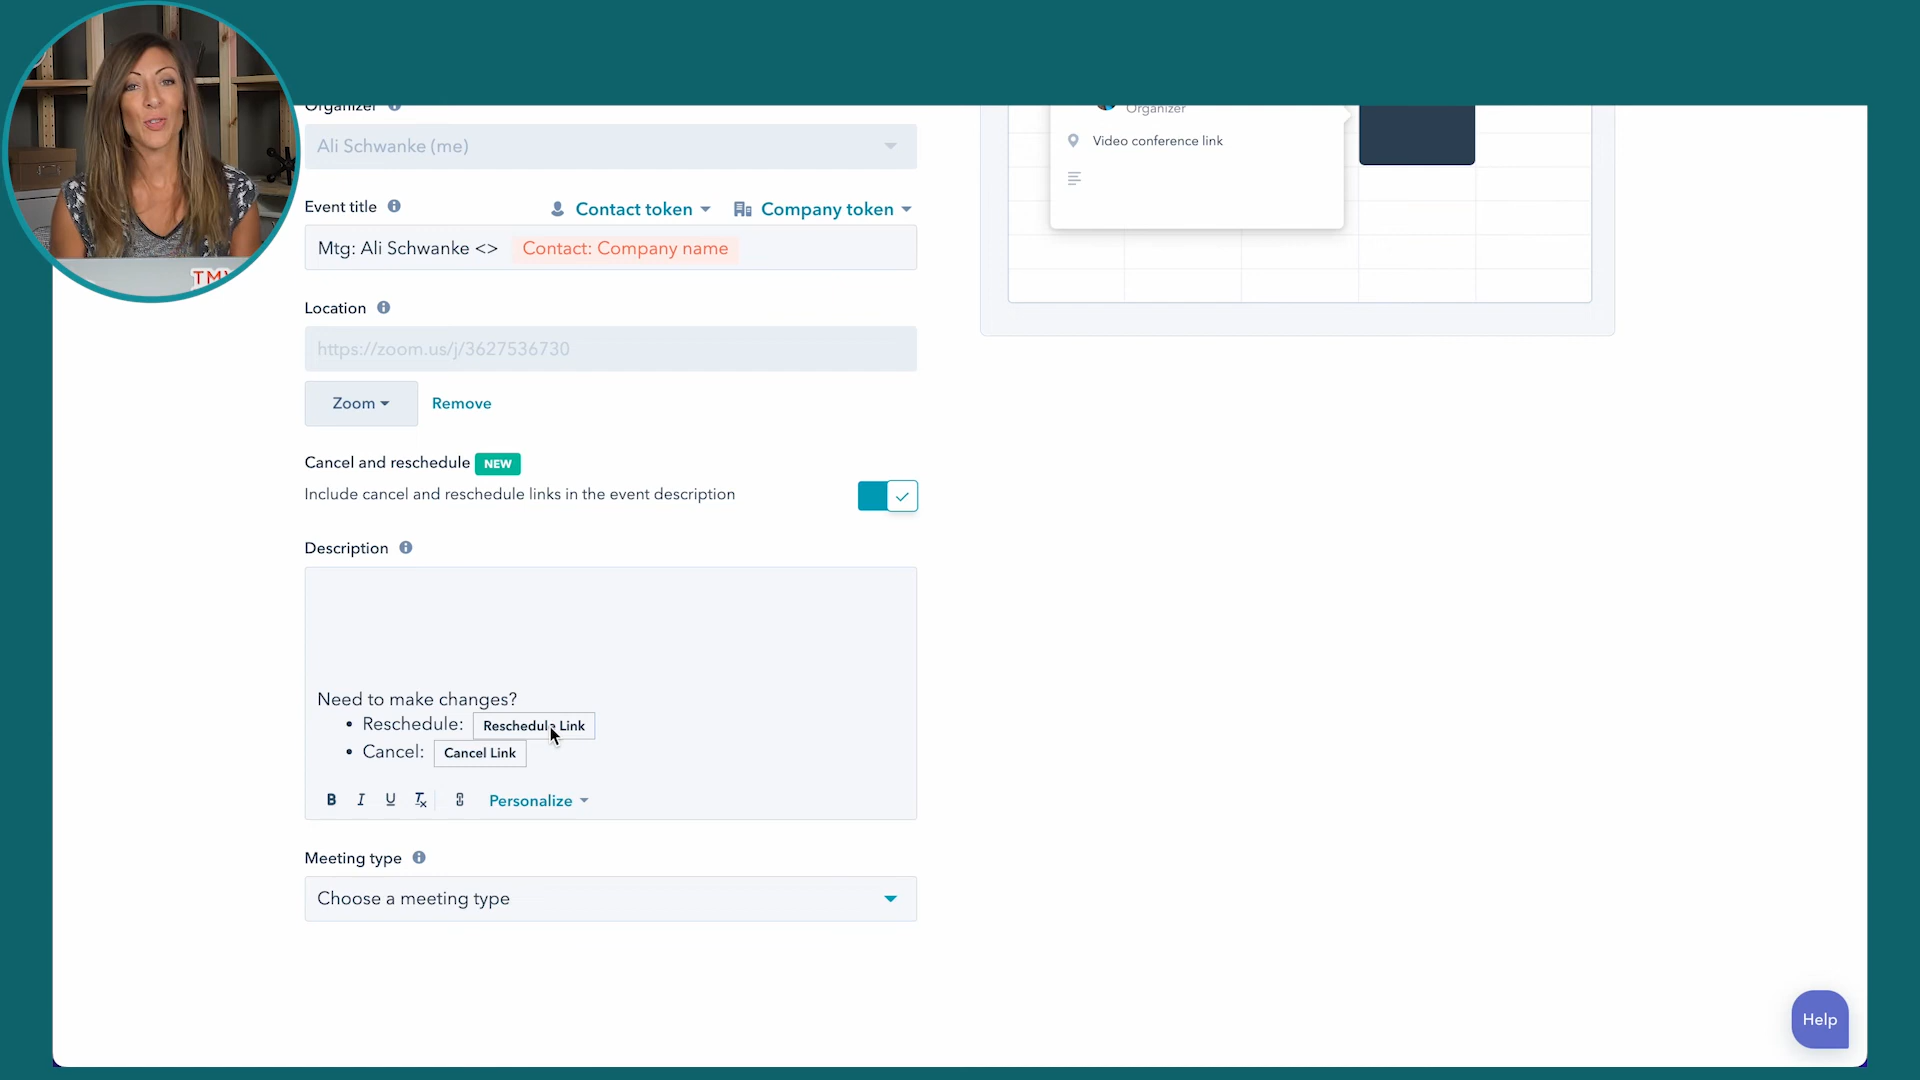 Organizer
Ali Schwanke (me)
Event title
Contact token
Company token
Mtg: Ali Schwanke <> Contact: Company name
Location
https://zoom.us/j/3627536730
Zoom
Remove
Cancel and reschedule NEW
Include cancel and reschedule links in the event description
Description
Need to make changes?
• Reschedule: Reschedule Link
• Cancel: Cancel Link
B I U Tx Personalize
Meeting type
Choose a meeting type
Organizer
Video conference link
Help